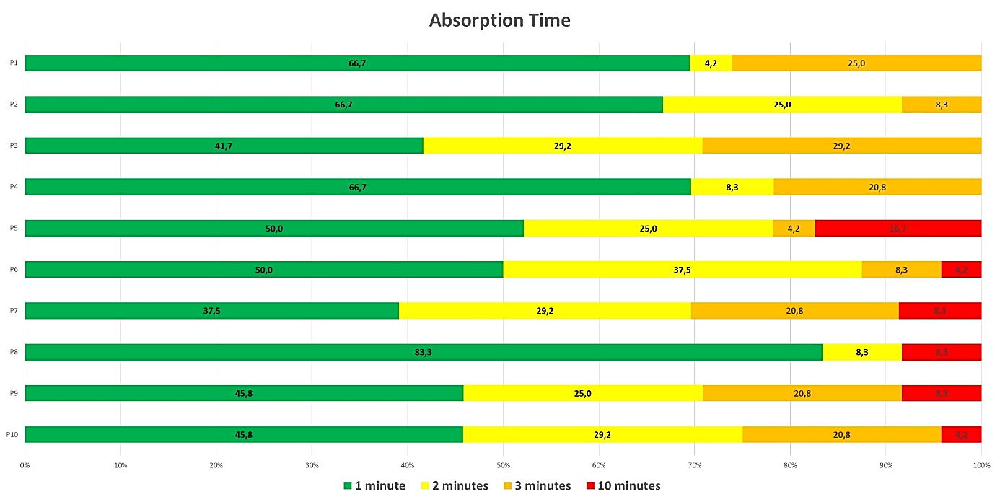 Absorption Time
P1 66,7 4,2 25,0
P2 66,7 25,0 8,3
P3 41,7 29,2 29,2
P4 66,7 8,3 20,8
P5 50,0 25,0 4,2 16,7
P6 50,0 37,5 8,3 4,2
P7 37,5 29,2 20,8 8,3
P8 83,3 8,3 8,3
P9 45,8 25,0 20,8 8,3
P10 45,8 29,2 20,8 4,2
0% 10% 20% 30% 40% 50% 60% 70% 80% 90% 100%
1 minute 2 minutes 3 minutes 10 minutes